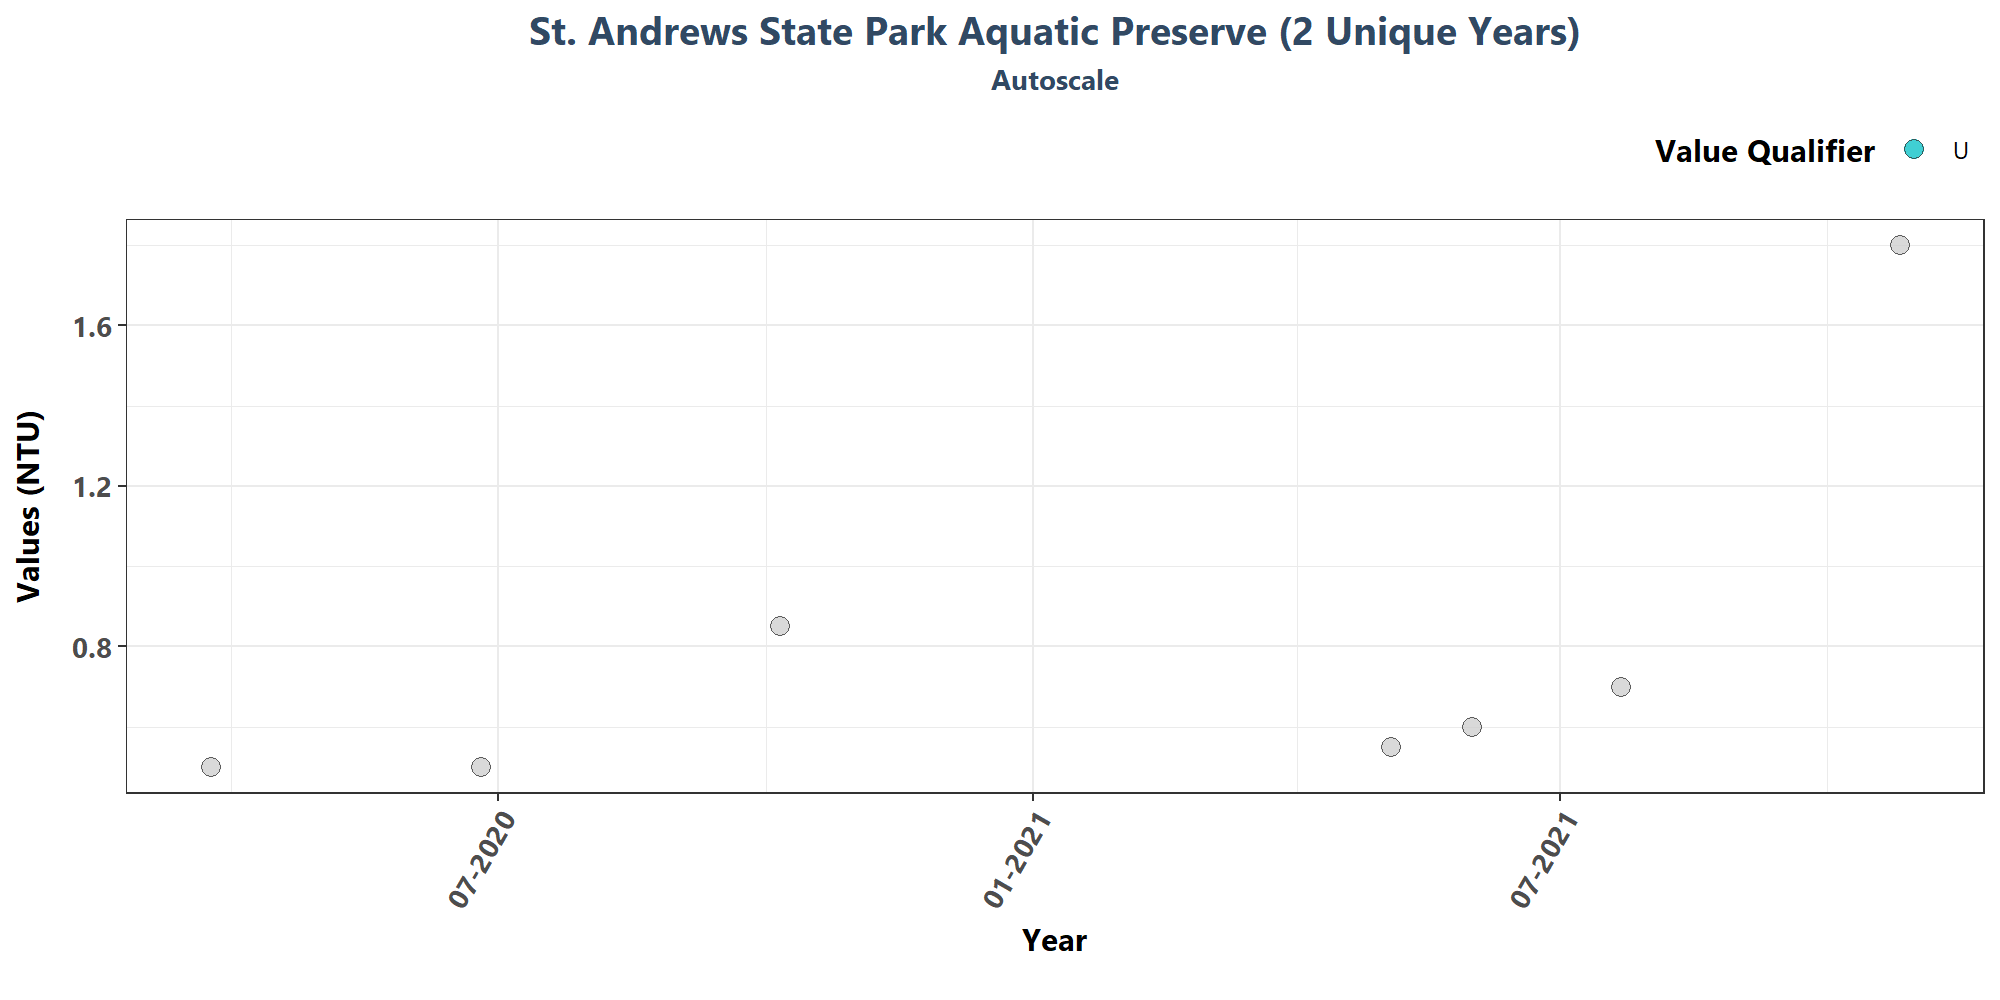 St. Andrews State Park Aquatic Preserve (2 Unique Years)
Autoscale
Value Qualifier U
Values (NTU)
1.6
1.2
0.8
07-2020 01-2021 07-2021
Year